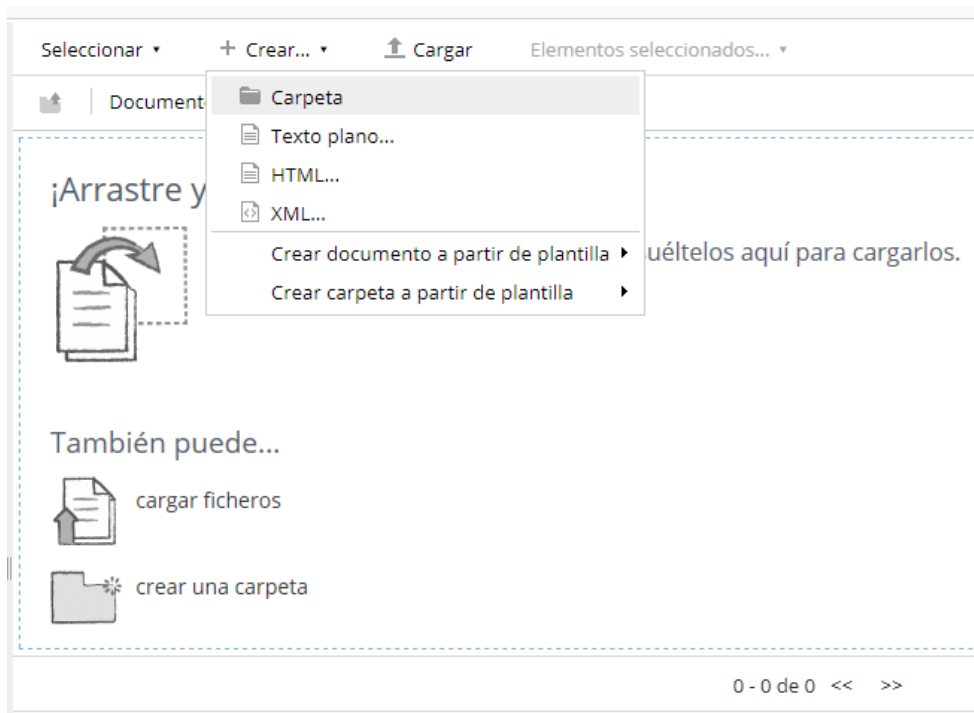 Seleccionar
+ Crear...
Cargar
Elementos seleccionados...
Document
Carpeta
Texto plano...
HTML...
XML...
Crear documento a partir de plantilla
Crear carpeta a partir de plantilla
¡Arrastre y
uéltelos aquí para cargarlos.
También puede...
cargar ficheros
crear una carpeta
0 - 0 de 0 << >>